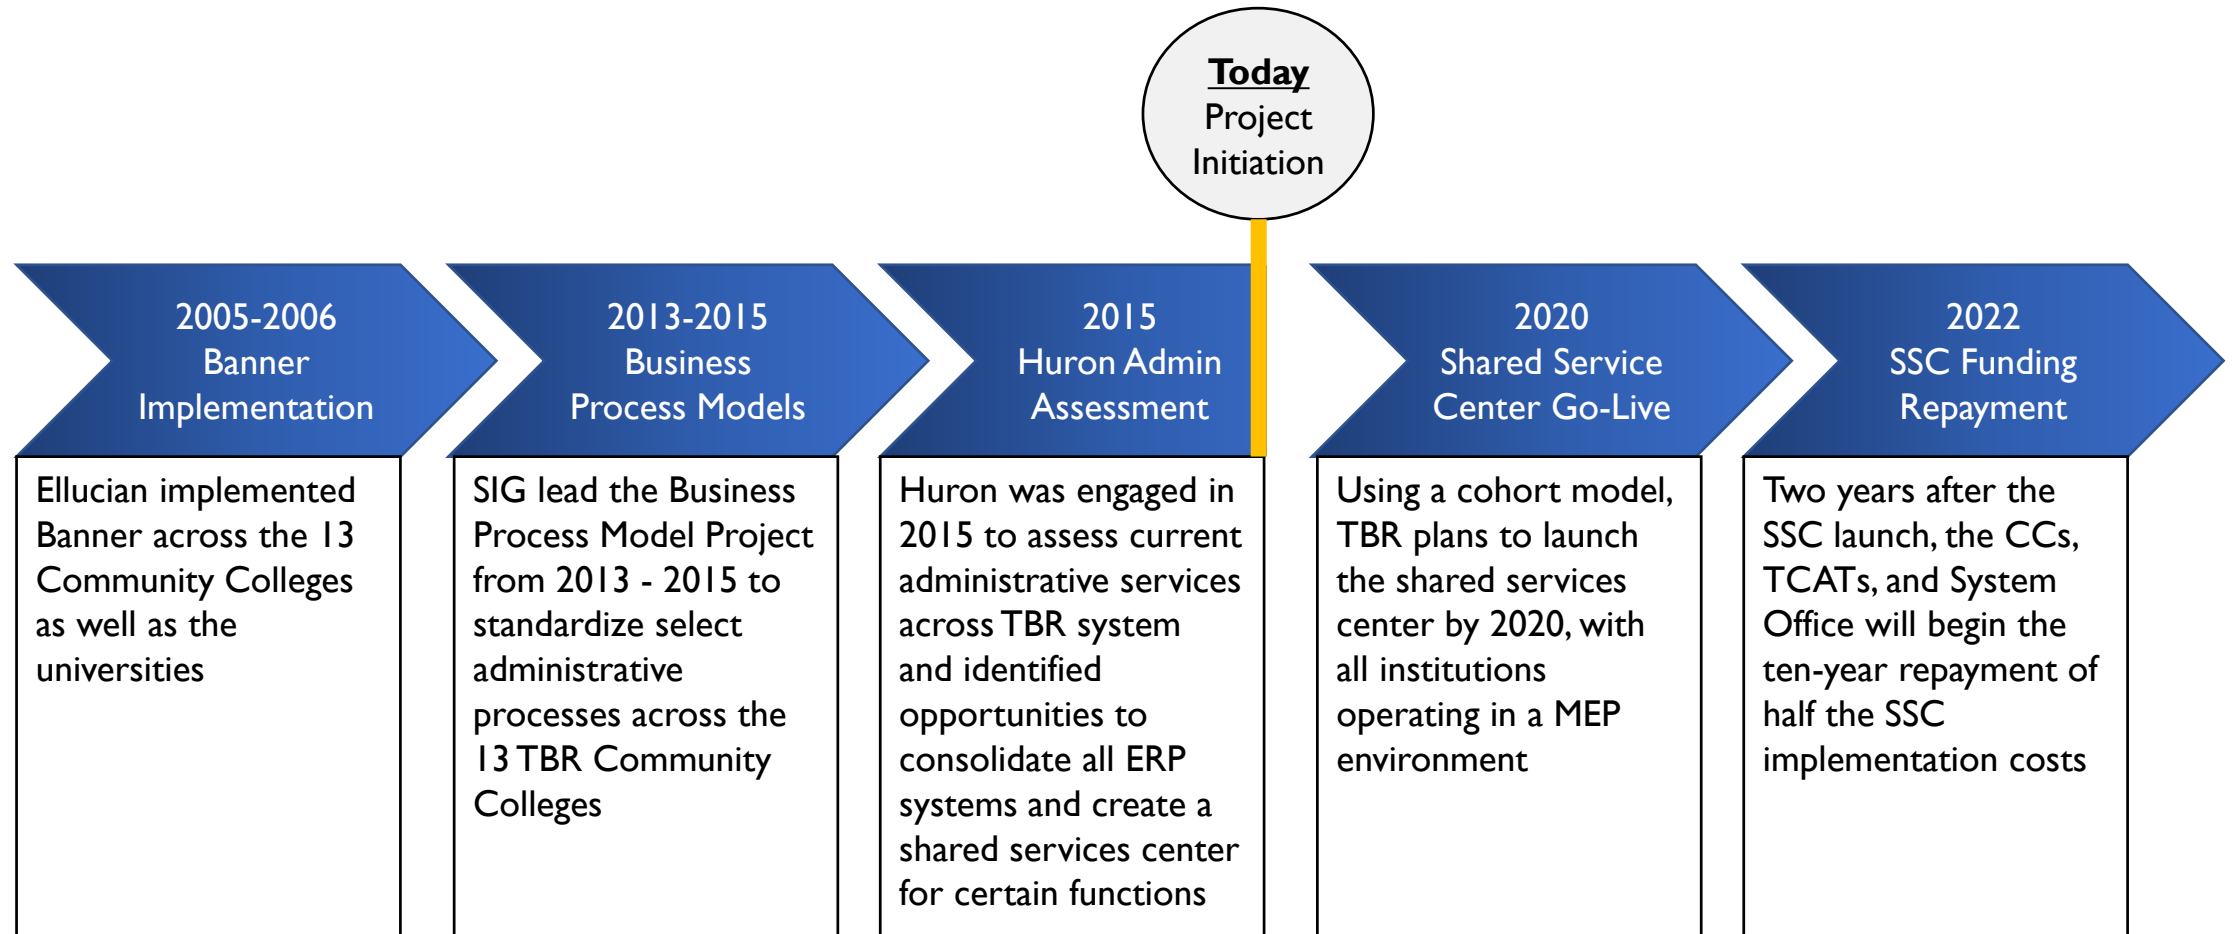 Today
Project
Initiation
2005-2006
Banner
Implementation
2013-2015
Business
Process Models
2015
Huron Admin
Assessment
2020
Shared Service
Center Go-Live
2022
SSC Funding
Repayment
Ellucian implemented
Banner across the 13
Community Colleges
as well as the
universities
SIG lead the Business
Process Model Project
from 2013 - 2015 to
standardize select
administrative
processes across the
13 TBR Community
Colleges
Huron was engaged in
2015 to assess current
administrative services
across TBR system
and identified
opportunities to
consolidate all ERP
systems and create a
shared services center
for certain functions
Using a cohort model,
TBR plans to launch
the shared services
center by 2020, with
all institutions
operating in a MEP
environment
Two years after the
SSC launch, the CCs,
TCATs, and System
Office will begin the
ten-year repayment of
half the SSC
implementation costs